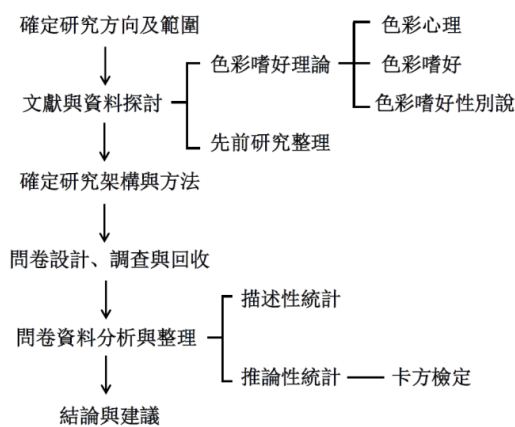 確定研究方向及範圍
文獻與資料探討
色彩嗜好理論
色彩心理
色彩嗜好
色彩嗜好性別說
先前研究整理
確定研究架構與方法
問卷設計、調查與回收
問卷資料分析與整理
描述性統計
推論性統計
卡方檢定
結論與建議